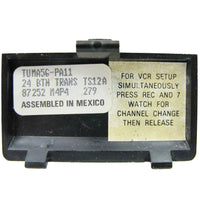 TUMA5G-PA11
24 BTN TRANS TS12A
87252 M4P4 279
ASSEMBLED IN MEXICO
FOR VCR SETUP
SIMULTANEOUSLY
PRESS REC AND 7
WATCH FOR
CHANNEL CHANGE
THEN RELEASE